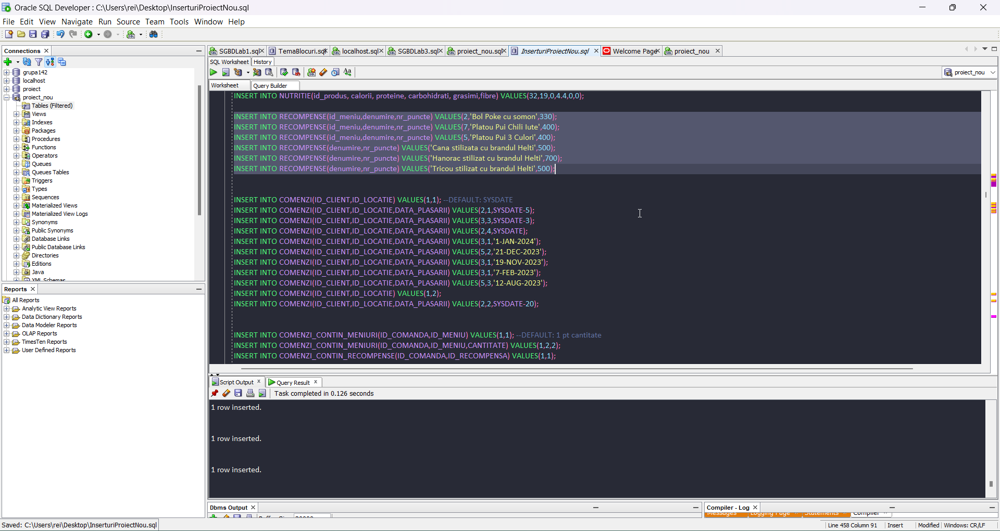 Oracle SQL Developer : C:\Users\rei\Desktop\InserturiProiectNou.sql
File Edit View Navigate Run Source Team Tools Window Help
Connections
grupa142
localhost
proiect
proiect_nou
Tables (Filtered)
Views
Indexes
Packages
Procedures
Functions
Operators
Queues
Queues Tables
Triggers
Types
Sequences
Materialized Views
Materialized View Logs
Synonyms
Public Synonyms
Database Links
Public Database Links
Directories
Editions
Java
XML Schemas
Reports
All Reports
Analytic View Reports
Data Dictionary Reports
Data Modeler Reports
OLAP Reports
TimesTen Reports
User Defined Reports
SGBDLab1.sql TemaBlocuri.sql localhost.sql SGBDLab3.sql proiect_nou.sql InserturiProiectNou.sql Welcome Page proiect_nou
SQL Worksheet History
proiect_nou
Worksheet Query Builder
INSERT INTO NUTRITIE(id_produs, calorii, proteine, carbohidrati, grasimi,fibre) VALUES(32,19,0,4.4,0,0);
INSERT INTO RECOMPENSE(id_meniu,denumire,nr_puncte) VALUES(2,'Bol Poke cu somon',330);
INSERT INTO RECOMPENSE(id_meniu,denumire,nr_puncte) VALUES(7,'Platou Pui Chili Iute',400);
INSERT INTO RECOMPENSE(id_meniu,denumire,nr_puncte) VALUES(5,'Platou Pui 3 Culori',400);
INSERT INTO RECOMPENSE(denumire,nr_puncte) VALUES('Cana stilizata cu brandul Helti',500);
INSERT INTO RECOMPENSE(denumire,nr_puncte) VALUES('Hanorac stilizat cu brandul Helti',700);
INSERT INTO RECOMPENSE(denumire,nr_puncte) VALUES('Tricou stilizat cu brandul Helti',500);
INSERT INTO COMENZI(ID_CLIENT,ID_LOCATIE) VALUES(1,1); --DEFAULT: SYSDATE
INSERT INTO COMENZI(ID_CLIENT,ID_LOCATIE,DATA_PLASARII) VALUES(2,1,SYSDATE-5);
INSERT INTO COMENZI(ID_CLIENT,ID_LOCATIE,DATA_PLASARII) VALUES(3,3,SYSDATE-3);
INSERT INTO COMENZI(ID_CLIENT,ID_LOCATIE,DATA_PLASARII) VALUES(2,4,SYSDATE);
INSERT INTO COMENZI(ID_CLIENT,ID_LOCATIE,DATA_PLASARII) VALUES(3,1,'1-JAN-2024');
INSERT INTO COMENZI(ID_CLIENT,ID_LOCATIE,DATA_PLASARII) VALUES(5,2,'21-DEC-2023');
INSERT INTO COMENZI(ID_CLIENT,ID_LOCATIE,DATA_PLASARII) VALUES(3,1,'19-NOV-2023');
INSERT INTO COMENZI(ID_CLIENT,ID_LOCATIE,DATA_PLASARII) VALUES(3,1,'7-FEB-2023');
INSERT INTO COMENZI(ID_CLIENT,ID_LOCATIE,DATA_PLASARII) VALUES(5,3,'12-AUG-2023');
INSERT INTO COMENZI(ID_CLIENT,ID_LOCATIE) VALUES(1,2);
INSERT INTO COMENZI(ID_CLIENT,ID_LOCATIE,DATA_PLASARII) VALUES(2,2,SYSDATE-20);
INSERT INTO COMENZI_CONTIN_MENIURI(ID_COMANDA,ID_MENIU) VALUES(1,1); --DEFAULT: 1 pt cantitate
INSERT INTO COMENZI_CONTIN_MENIURI(ID_COMANDA,ID_MENIU,CANTITATE) VALUES(1,2,2);
INSERT INTO COMENZI_CONTIN_RECOMPENSE(ID_COMANDA,ID_RECOMPENSA) VALUES(1,1);
Script Output Query Result
Task completed in 0.126 seconds
1 row inserted.
1 row inserted.
1 row inserted.
Dbms Output
Compiler - Log
Messages Logging Page Statements Compiler
Saved: C:\Users\rei\Desktop\InserturiProiectNou.sql
Line 458 Column 91 Insert Modified Windows: CR/LF